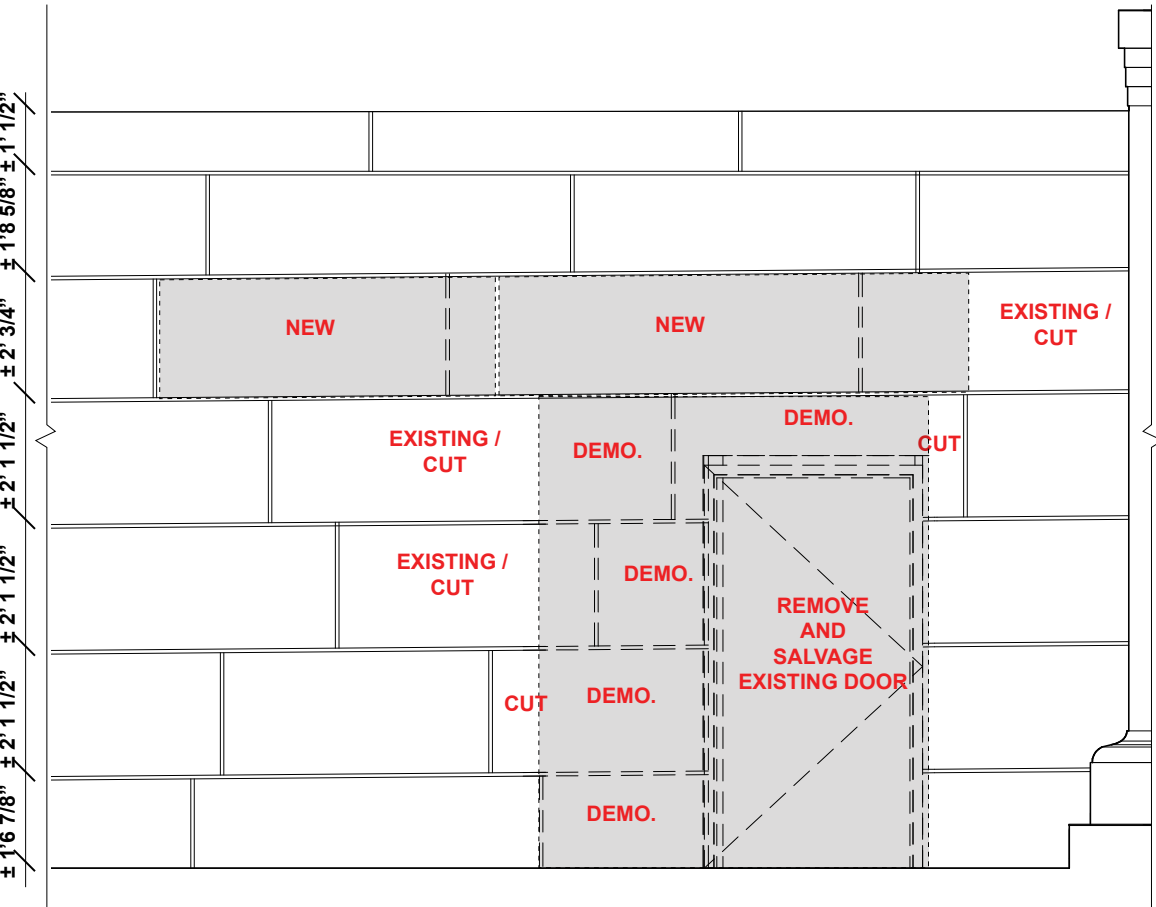 ± 1' 1/2"
± 1'8 5/8"
± 2' 3/4"
± 2' 1 1/2"
± 2' 1 1/2"
± 2' 1 1/2"
± 1'6 7/8"
NEW
NEW
EXISTING /
CUT
EXISTING /
CUT
DEMO.
DEMO.
CUT
EXISTING /
CUT
DEMO.
REMOVE
AND
SALVAGE
EXISTING DOOR
CUT
DEMO.
DEMO.